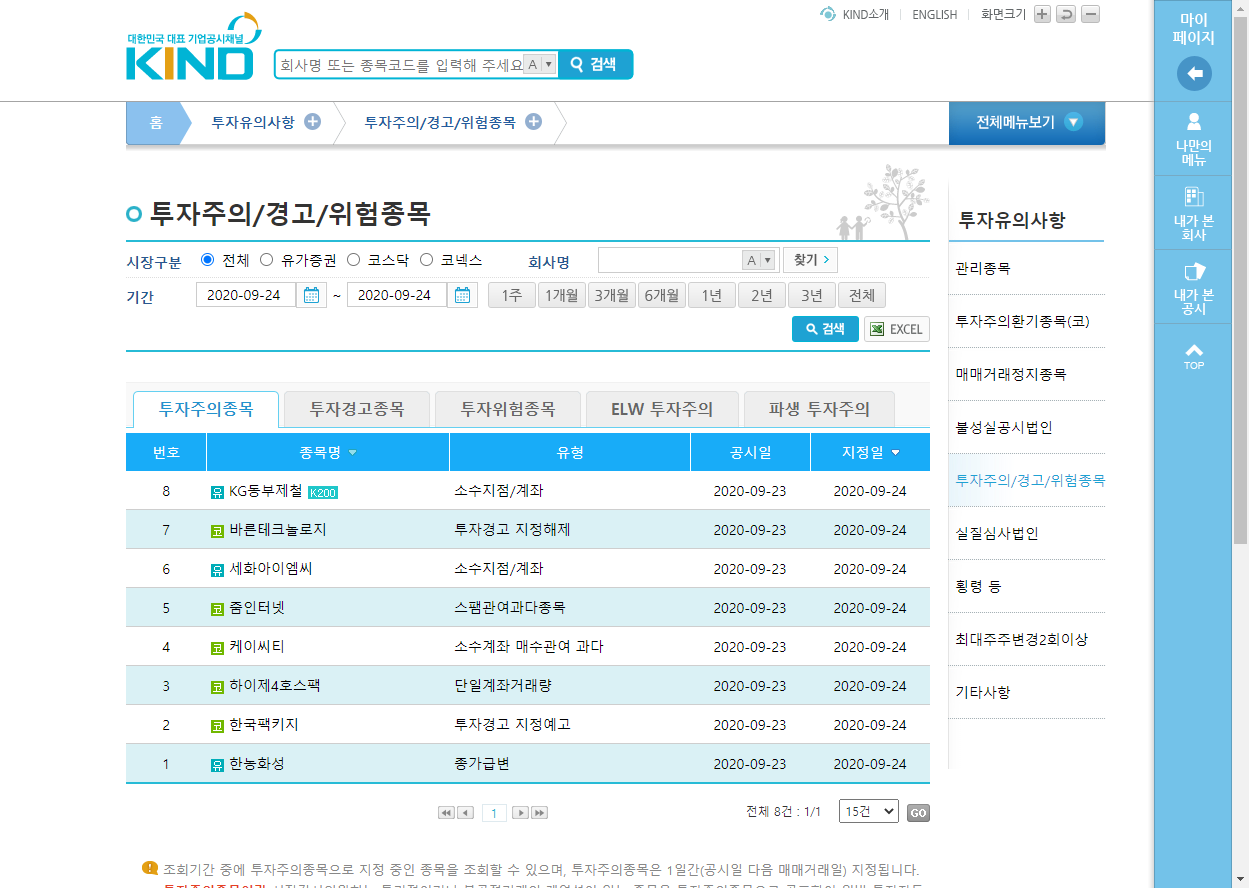 KIND소개 ENGLISH 화면크기
대한민국 대표 기업공시채널
KIND
회사명 또는 종목코드를 입력해 주세요 A 검색
마이
페이지
홈 투자유의사항 투자주의/경고/위험종목 전체메뉴보기
나만의
메뉴
내가 본
회사
내가 본
공시
TOP
투자주의/경고/위험종목
시장구분 전체 유가증권 코스닥 코넥스 회사명 A 찾기
기간 2020-09-24 ~ 2020-09-24 1주 1개월 3개월 6개월 1년 2년 3년 전체
검색 EXCEL
투자주의종목 투자경고종목 투자위험종목 ELW 투자주의 파생 투자주의
번호 종목명 유형 공시일 지정일
8 유 KG동부제철 K200 소수지점/계좌 2020-09-23 2020-09-24
7 코 바른테크놀로지 투자경고 지정해제 2020-09-23 2020-09-24
6 유 세화아이엠씨 소수지점/계좌 2020-09-23 2020-09-24
5 코 줌인터넷 스팸관여과다종목 2020-09-23 2020-09-24
4 코 케이씨티 소수계좌 매수관여 과다 2020-09-23 2020-09-24
3 코 하이제4호스팩 단일계좌거래량 2020-09-23 2020-09-24
2 코 한국팩키지 투자경고 지정예고 2020-09-23 2020-09-24
1 유 한농화성 종가급변 2020-09-23 2020-09-24
1 전체 8건 : 1/1 15건 GO
조회기간 중에 투자주의종목으로 지정 중인 종목을 조회할 수 있으며, 투자주의종목은 1일간(공시일 다음 매매거래일) 지정됩니다.
투자유의사항
관리종목
투자주의환기종목(코)
매매거래정지종목
불성실공시법인
투자주의/경고/위험종목
실질심사법인
횡령 등
최대주주변경2회이상
기타사항